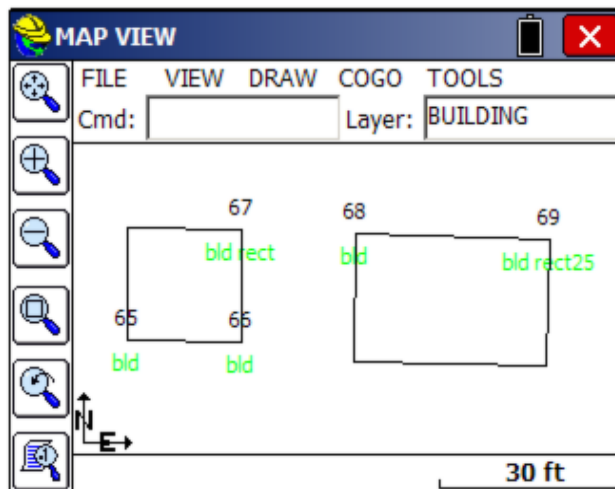 MAP VIEW
FILE VIEW DRAW COGO TOOLS
Cmd: Layer: BUILDING
67 68 69
bld rect bld bld rect25
65 66
bld bld
N
E
30 ft